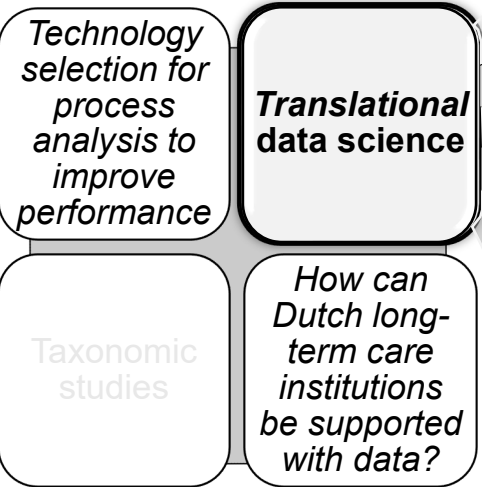 Technology
selection for
process
analysis to
improve
performance
Translational
data science
Taxonomic
studies
How can
Dutch long-
term care
institutions
be supported
with data?